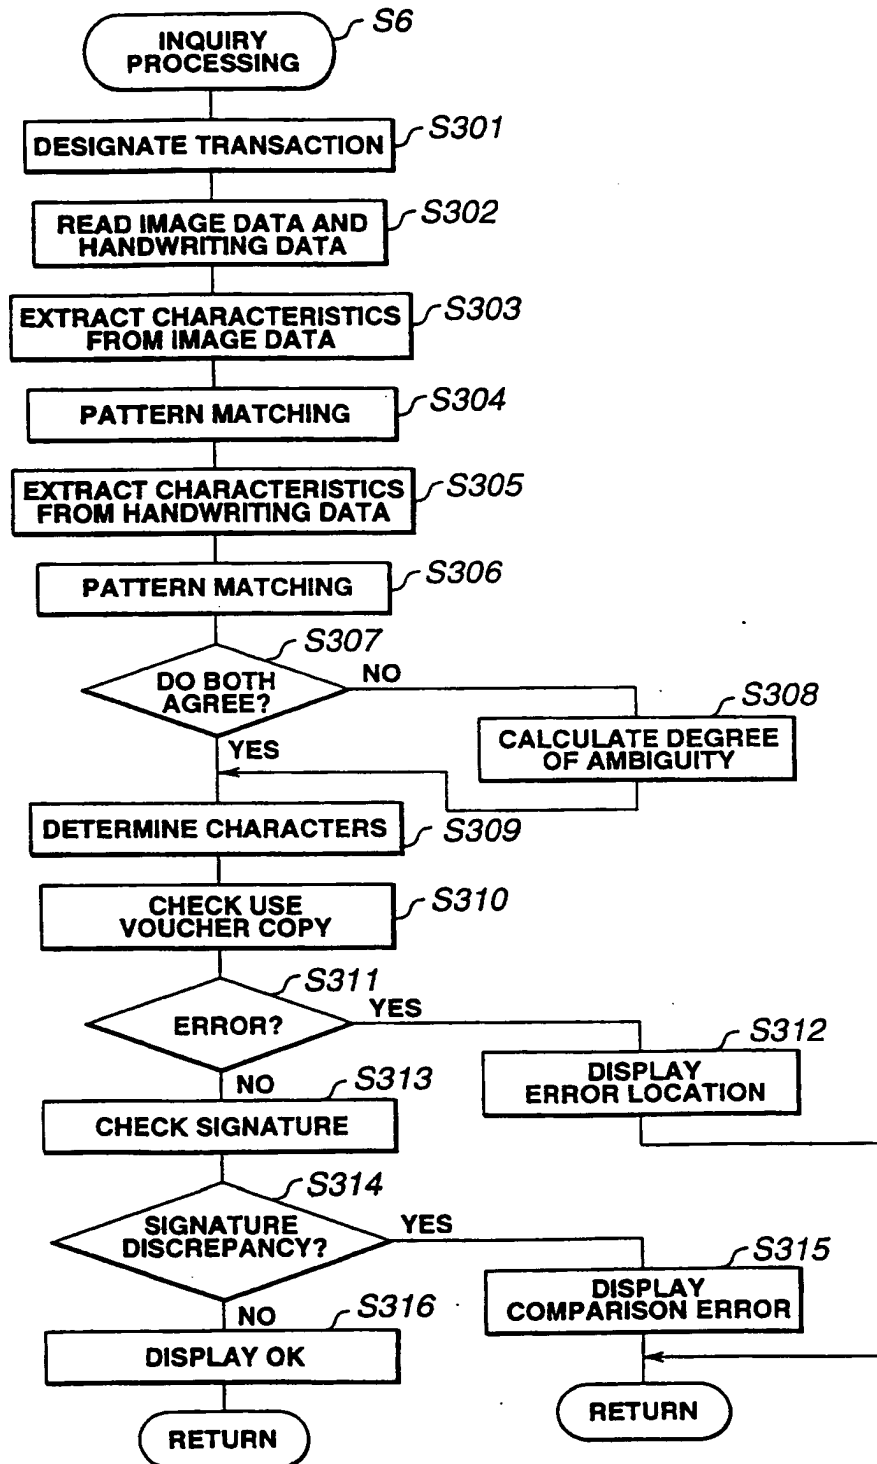 S6
INQUIRY
PROCESSING
S301
DESIGNATE TRANSACTION
S302
READ IMAGE DATA AND
HANDWRITING DATA
S303
EXTRACT CHARACTERISTICS
FROM IMAGE DATA
S304
PATTERN MATCHING
S305
EXTRACT CHARACTERISTICS
FROM HANDWRITING DATA
S306
PATTERN MATCHING
S307
DO BOTH
AGREE?
NO
YES
S308
CALCULATE DEGREE
OF AMBIGUITY
DETERMINE CHARACTERS
S309
CHECK USE
VOUCHER COPY
S310
S311
ERROR?
YES
NO
S312
DISPLAY
ERROR LOCATION
S313
CHECK SIGNATURE
S314
SIGNATURE
DISCREPANCY?
YES
NO
S315
DISPLAY
COMPARISON ERROR
S316
DISPLAY OK
RETURN
RETURN